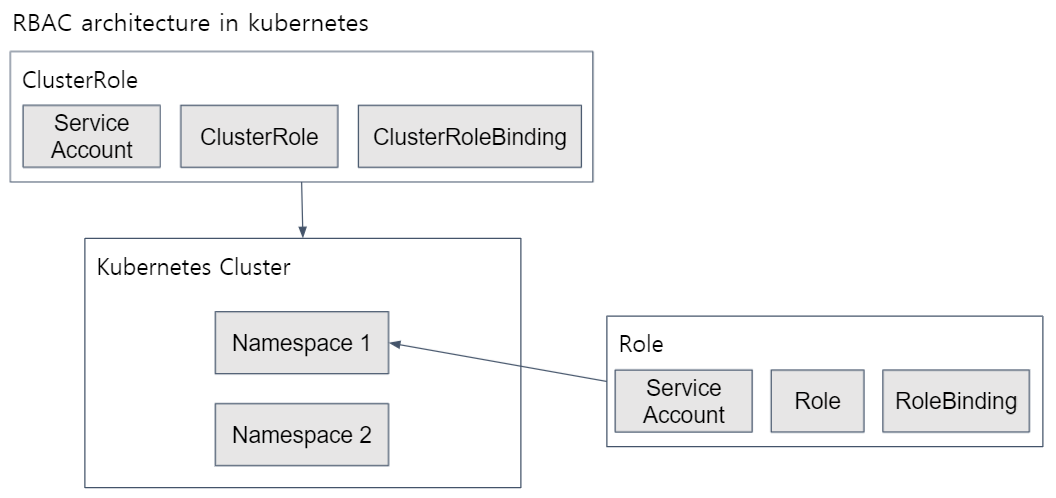 RBAC architecture in kubernetes
ClusterRole
Service
Account
ClusterRole
ClusterRoleBinding
Kubernetes Cluster
Namespace 1
Namespace 2
Role
Service
Account
Role
RoleBinding